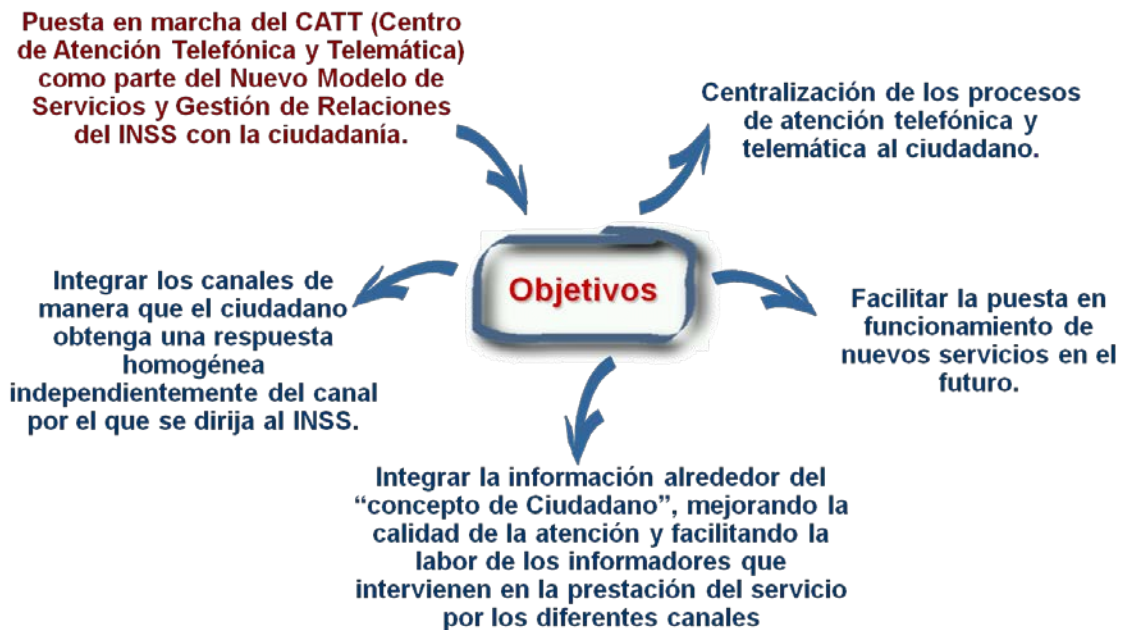 Puesta en marcha del CATT (Centro
de Atención Telefónica y Telemática)
como parte del Nuevo Modelo de
Servicios y Gestión de Relaciones
del INSS con la ciudadanía.
Centralización de los procesos
de atención telefónica y
telemática al ciudadano.
Objetivos
Integrar los canales de
manera que el ciudadano
obtenga una respuesta
homogénea
independientemente del canal
por el que se dirija al INSS.
Facilitar la puesta en
funcionamiento de
nuevos servicios en el
futuro.
Integrar la información alrededor del
“concepto de Ciudadano”, mejorando la
calidad de la atención y facilitando la
labor de los informadores que
intervienen en la prestación del servicio
por los diferentes canales